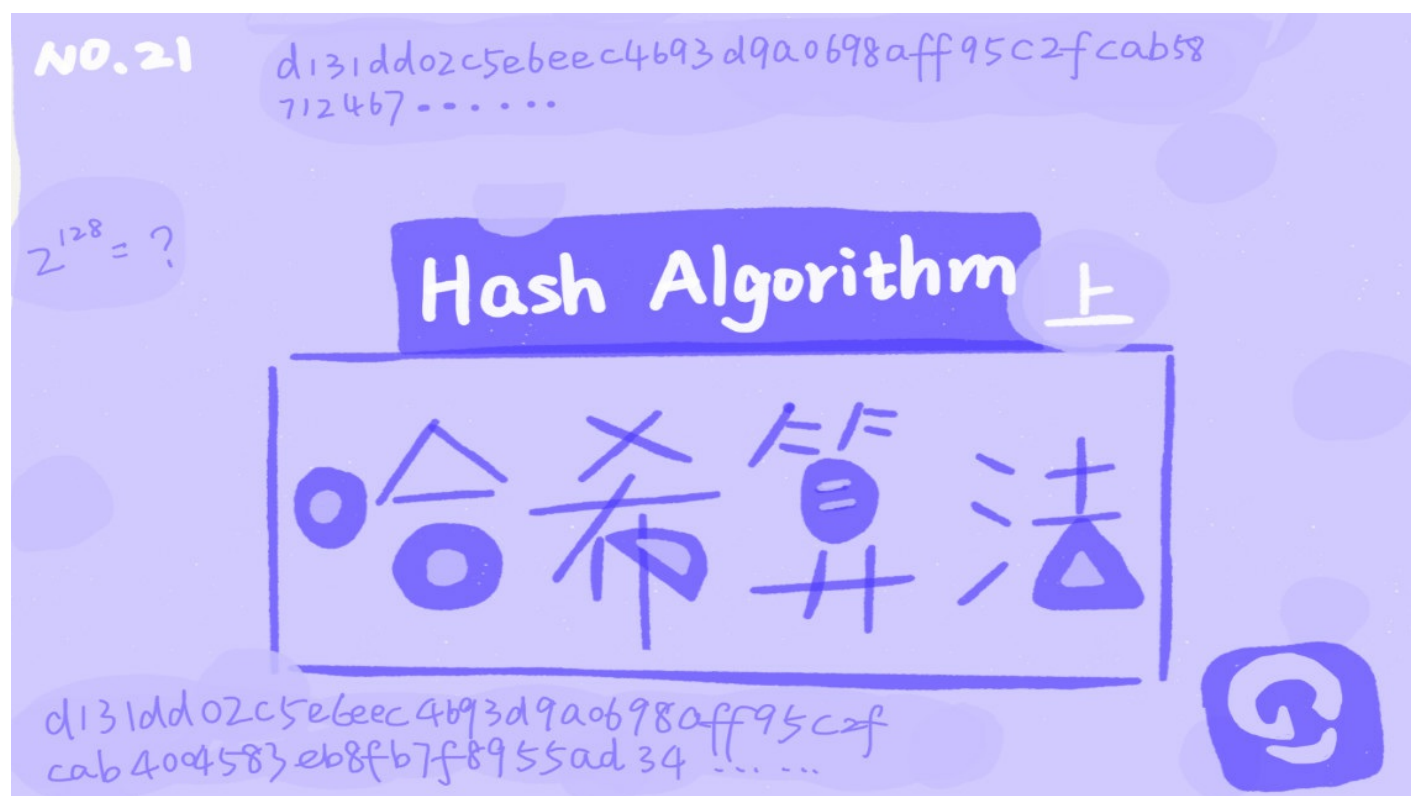 NO.21
d131dd02c5e6eec4693d9a0698aff95c2fcab58
712467......
2^128 = ?
Hash Algorithm 上
哈希算法
d131dd02c5e6eec4693d9a0698aff95c2f
cab4004583eb8fb7f8955ad34......